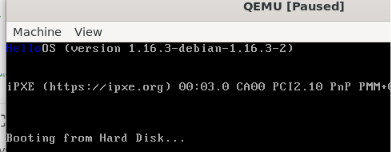 QEMU [Paused]
Machine View
HelloOS (version 1.16.3-debian-1.16.3-2)
iPXE (https://ipxe.org) 00:03.0 CA00 PCI2.10 PnP PMM+
Booting from Hard Disk...